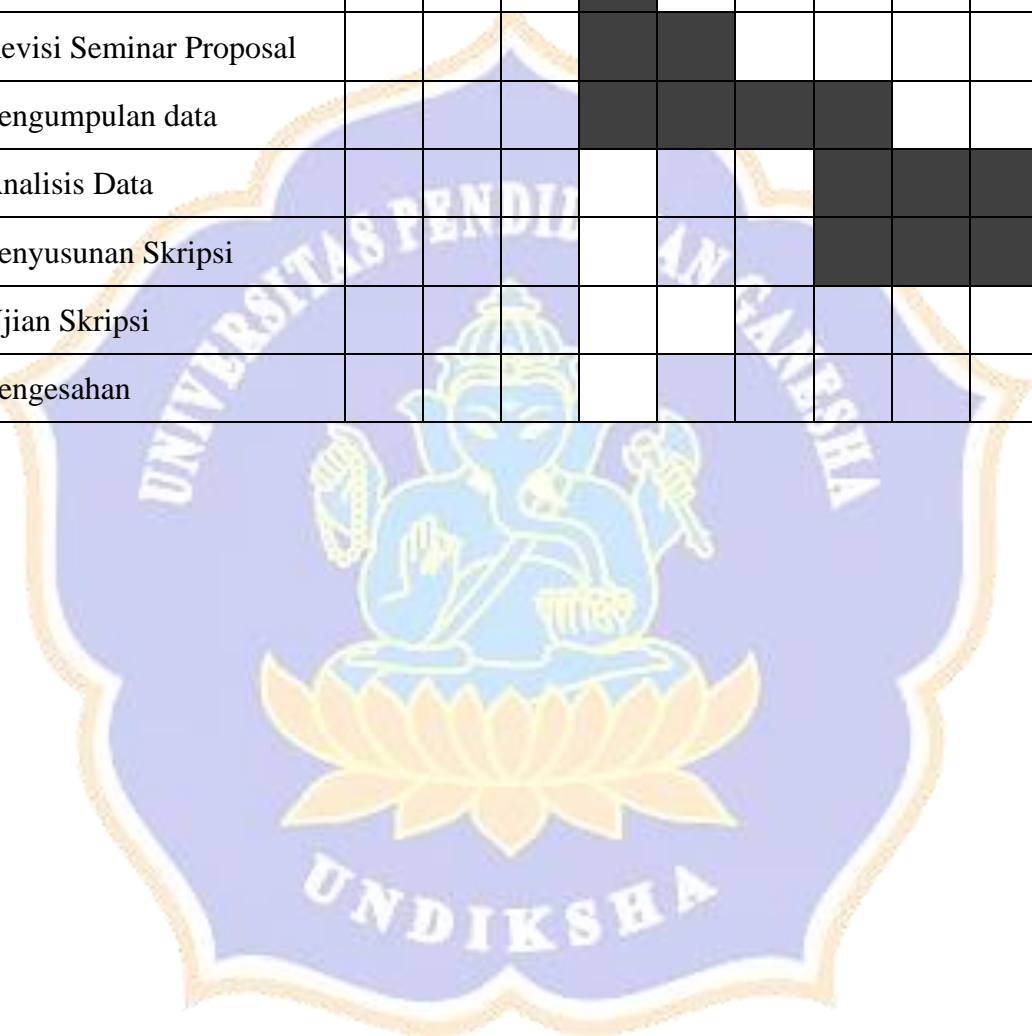 evisi Seminar Proposal
engumpulan data
nalisis Data
enyusunan Skripsi
jian Skripsi
engesahan
UNIVERSITAS PENDIDIKAN GANESHA
UNDIKSHA